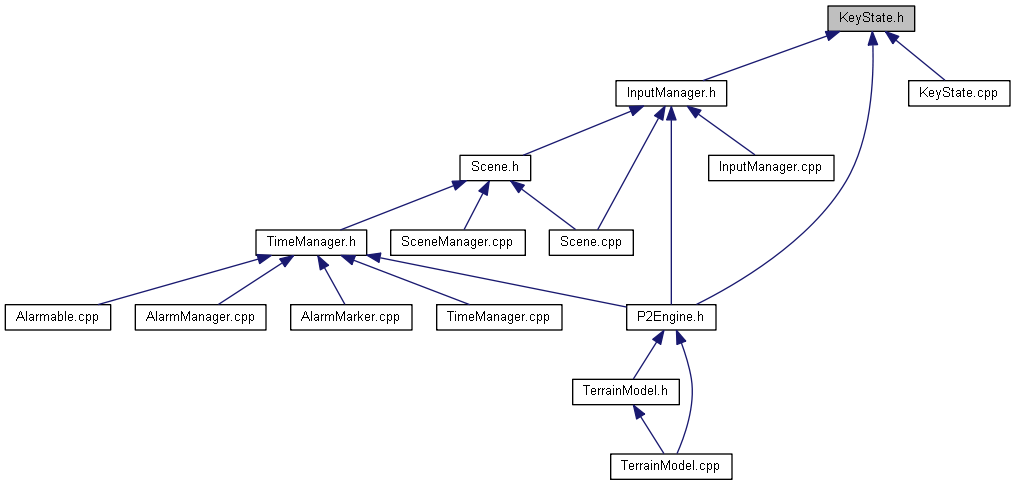 KeyState.h
InputManager.h
KeyState.cpp
Scene.h
InputManager.cpp
TimeManager.h
SceneManager.cpp
Scene.cpp
Alarmable.cpp
AlarmManager.cpp
AlarmMarker.cpp
TimeManager.cpp
P2Engine.h
TerrainModel.h
TerrainModel.cpp